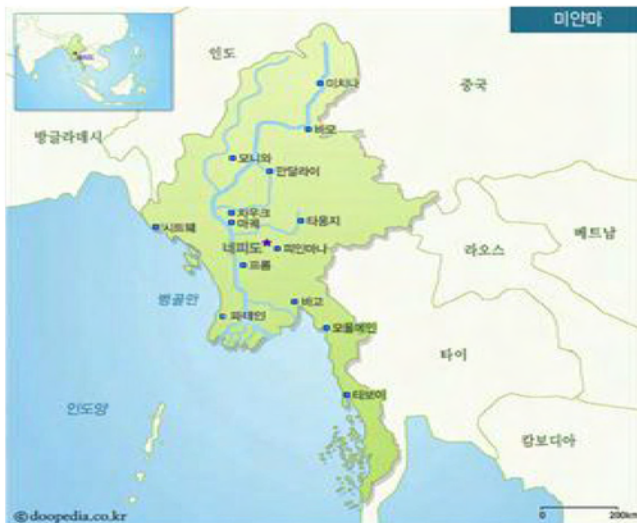 미얀마
인도
중국
미치나
방글라데시
바모
모니와
만달라이
차우크
마궤
타웅지
시트웨
네피도
피인마나
프롬
라오스
베트남
벵골만
바고
파테인
모울메인
타이
타보이
인도양
캄보디아
©doopedia.co.kr
0
200km